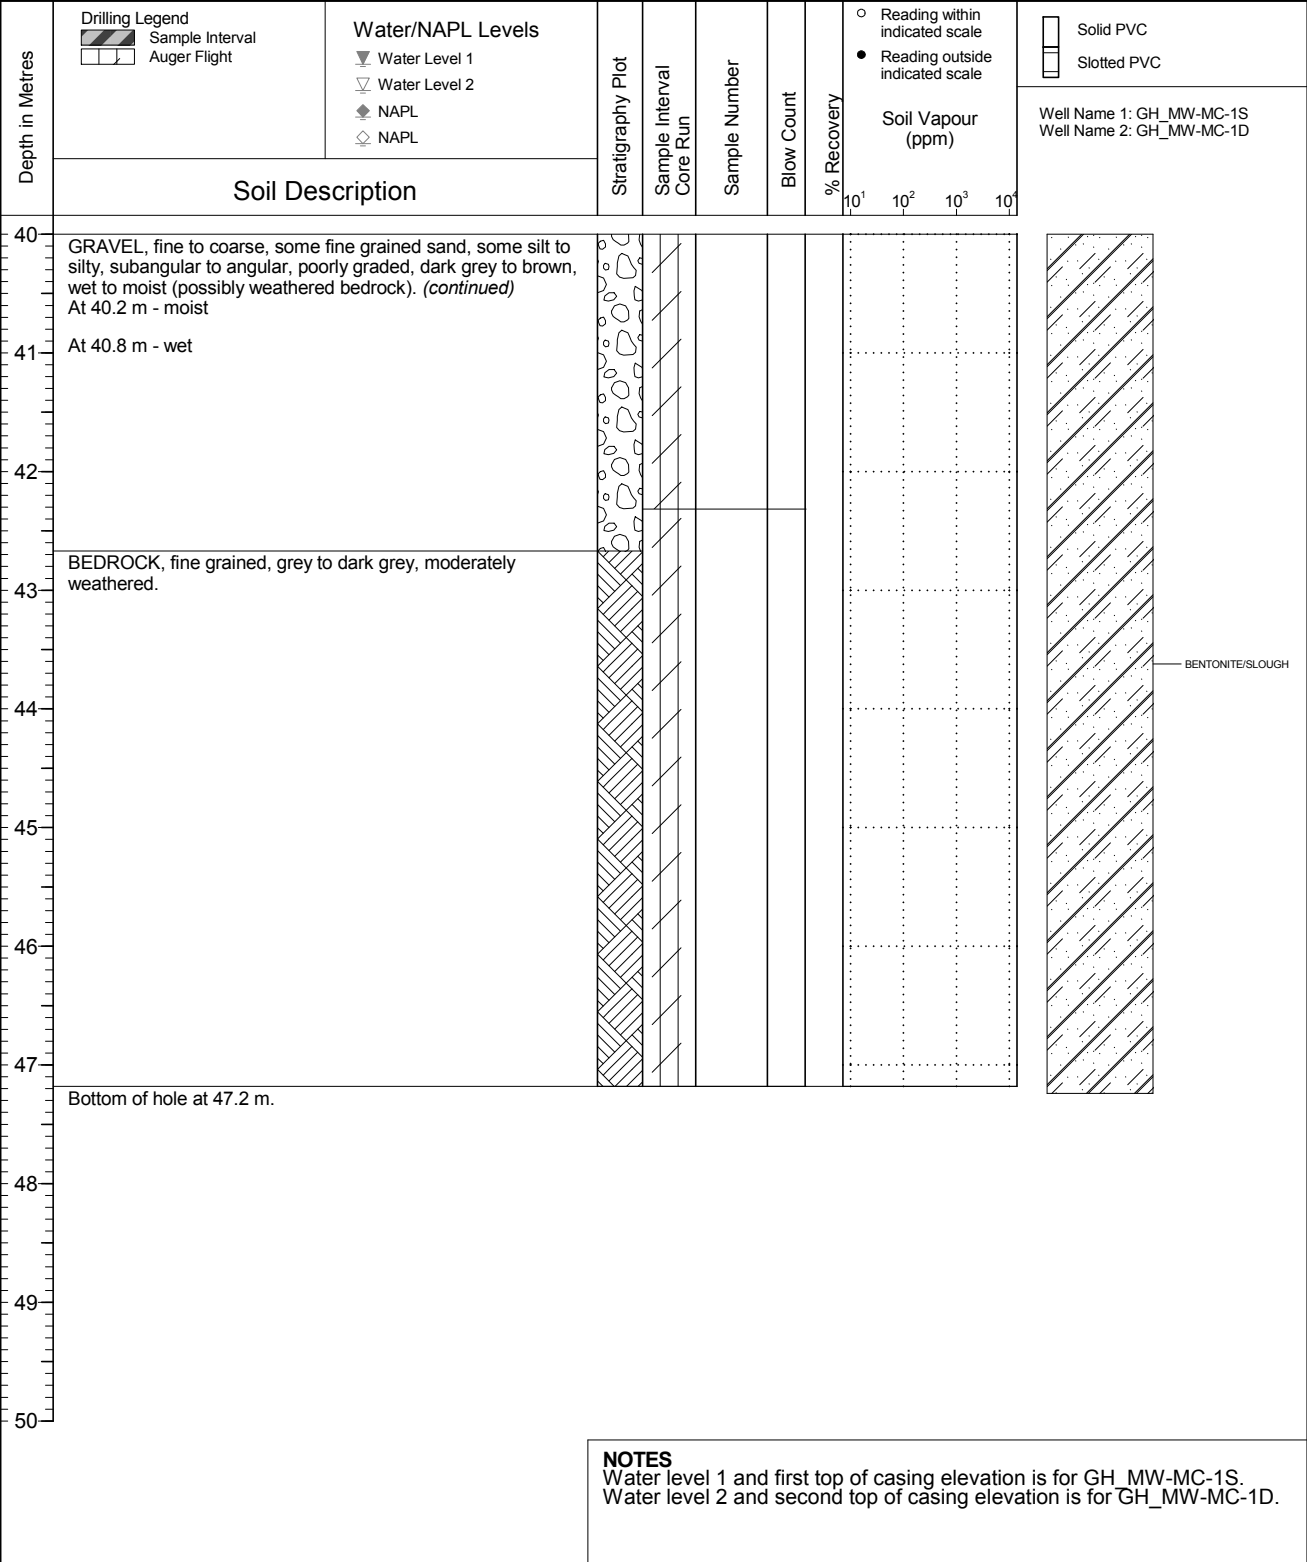 Depth in Metres
Drilling Legend
Sample Interval
Auger Flight
Water/NAPL Levels
Water Level 1
Water Level 2
NAPL
NAPL
Soil Description
Stratigraphy Plot
Sample Interval
Core Run
Sample Number
Blow Count
% Recovery
Reading within
indicated scale
Reading outside
indicated scale
Soil Vapour
(ppm)
10¹ 10² 10³ 10⁴
Solid PVC
Slotted PVC
Well Name 1: GH_MW-MC-1S
Well Name 2: GH_MW-MC-1D
40
GRAVEL, fine to coarse, some fine grained sand, some silt to
silty, subangular to angular, poorly graded, dark grey to brown,
wet to moist (possibly weathered bedrock). (continued)
At 40.2 m - moist
At 40.8 m - wet
41
42
BEDROCK, fine grained, grey to dark grey, moderately
weathered.
43
BENTONITE/SLOUGH
44
45
46
47
Bottom of hole at 47.2 m.
48
49
50
NOTES
Water level 1 and first top of casing elevation is for GH_MW-MC-1S.
Water level 2 and second top of casing elevation is for GH_MW-MC-1D.